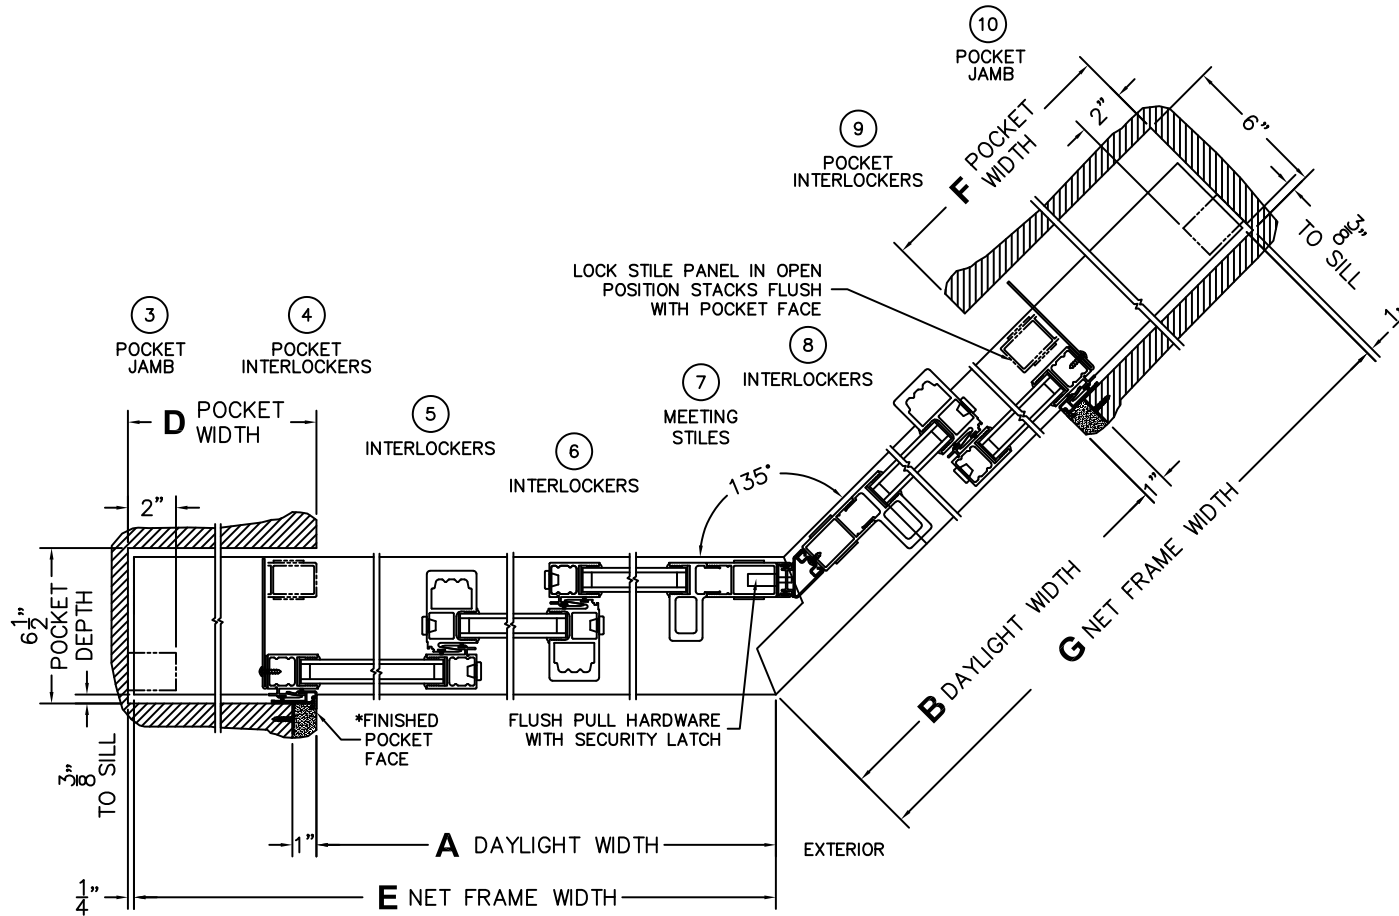 10
POCKET
JAMB
9
POCKET
INTERLOCKERS
F POCKET
WIDTH
2"
6"
3/8"
TO SILL
LOCK STILE PANEL IN OPEN
POSITION STACKS FLUSH
WITH POCKET FACE
3
POCKET
JAMB
4
POCKET
INTERLOCKERS
8
INTERLOCKERS
7
MEETING
STILES
5
INTERLOCKERS
6
INTERLOCKERS
D POCKET
WIDTH
2"
135°
1"
6 1/2"
POCKET
DEPTH
B DAYLIGHT WIDTH
G NET FRAME WIDTH
*FINISHED
POCKET
FACE
FLUSH PULL HARDWARE
WITH SECURITY LATCH
3/8"
TO SILL
1"
A DAYLIGHT WIDTH
EXTERIOR
1/4"
E NET FRAME WIDTH